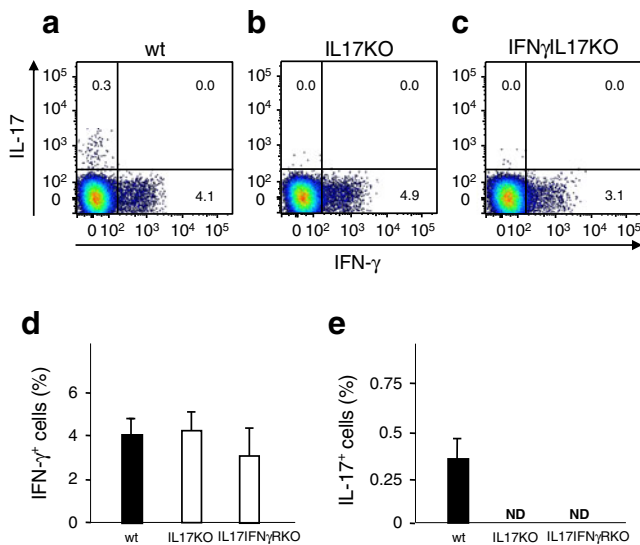 a
b
c
wt
IL17KO
IFNγIL17KO
IL-17
10⁵
10⁴
10³
10²
0
0.3
0.0
4.1
0 10² 10³ 10⁴ 10⁵
10⁵
10⁴
10³
10²
0
0.0
0.0
4.9
0 10² 10³ 10⁴ 10⁵
10⁵
10⁴
10³
10²
0
0.0
0.0
3.1
0 10² 10³ 10⁴ 10⁵
IFN-γ
d
IFN-γ⁺ cells (%)
6
4
2
0
wt
IL17KO
IL17IFNγRKO
e
IL-17⁺ cells (%)
0.75
0.5
0.25
0
ND
ND
wt
IL17KO
IL17IFNγRKO